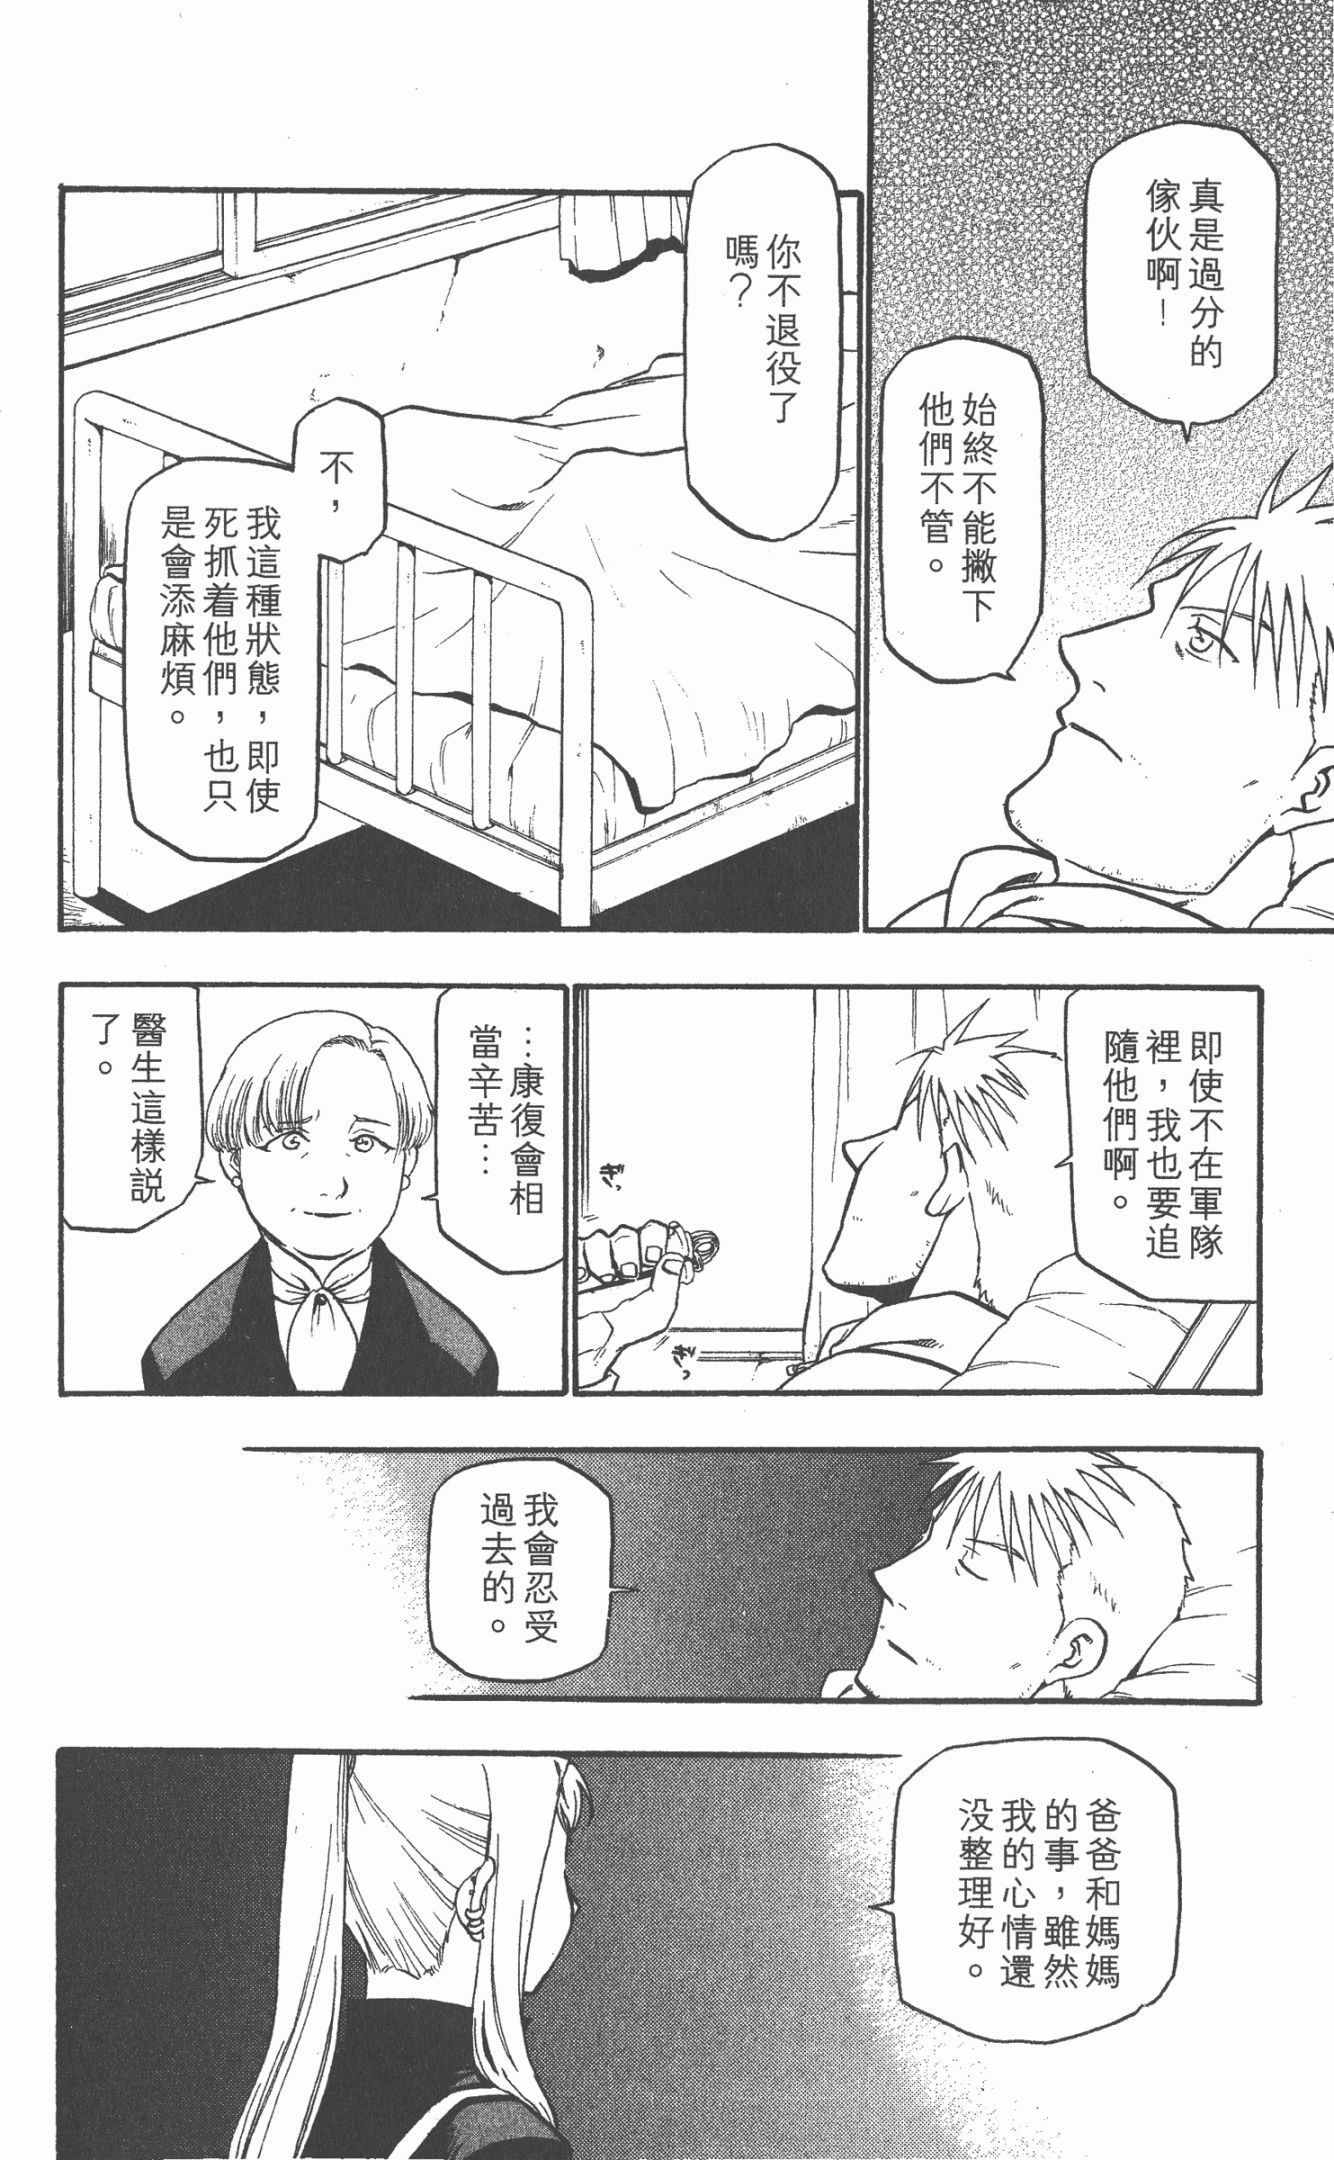 真是過分的
傢伙啊！
始終不能撇下
他們不管。
你不退役了
嗎？
不，
我這種狀態，即使
死抓着他們，也只
是會添麻煩。
即使不在軍隊
裡，我也要追
隨他們啊。
…康復會相
當辛苦…
醫生這樣説
了。
我會忍受
過去的。
爸爸和媽媽
的事，雖然
我的心情還
没整理好。